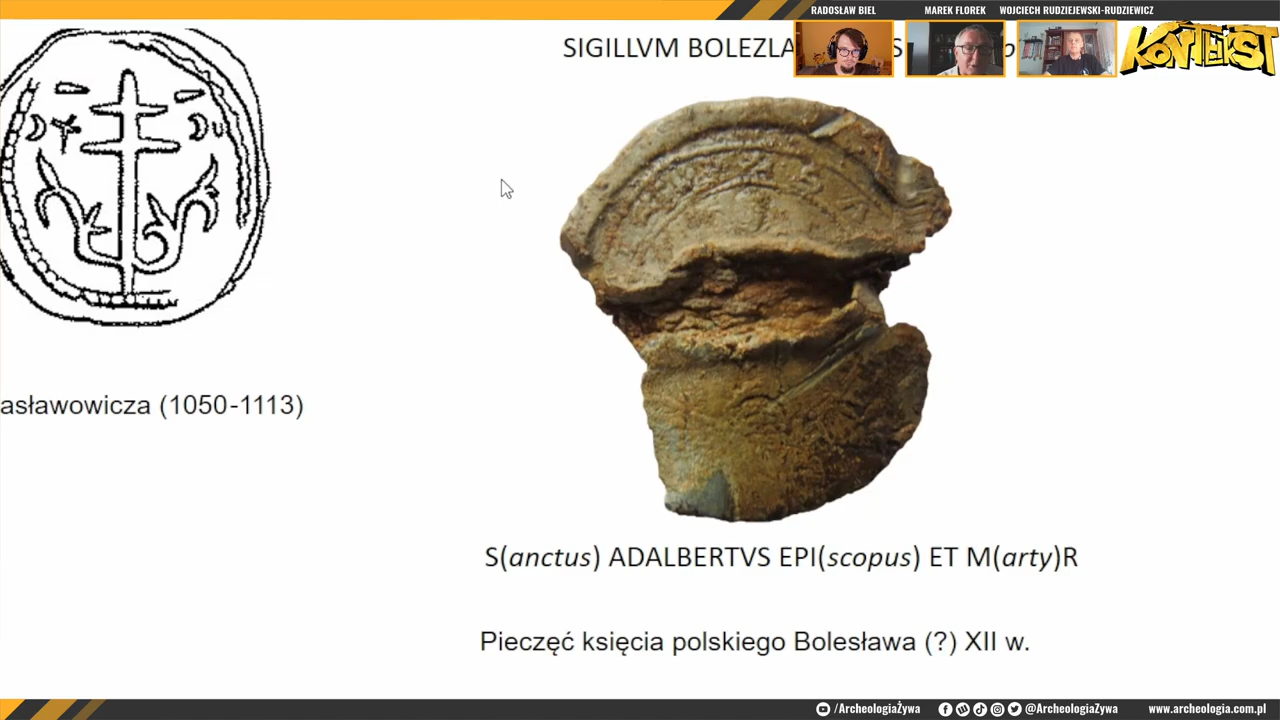 RADOSŁAW BIEL
MAREK FLOREK
WOJCIECH RUDZIEJEWSKI-RUDZIEWICZ
KONTEKST
SIGILLVM BOLEZLA
asławowicza (1050-1113)
S(anctus) ADALBERTVS EPI(scopus) ET M(arty)R
Pieczęć księcia polskiego Bolesława (?) XII w.
/ArcheologiaŻywa
@ArcheologiaŻywa
www.archeologia.com.pl